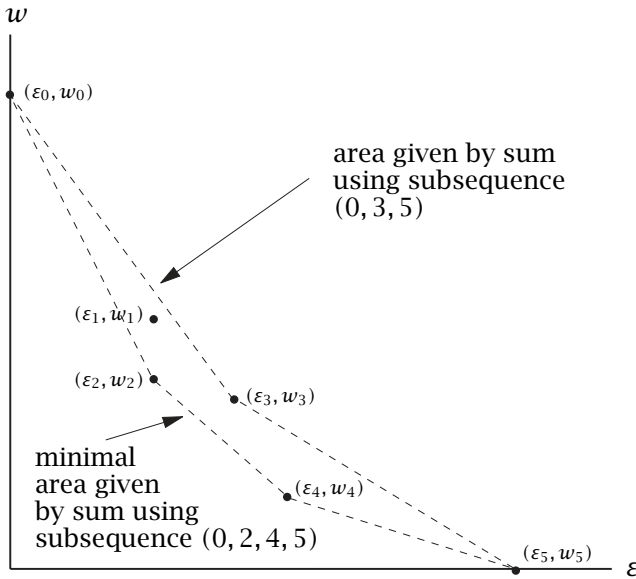 w
(ε₀, w₀)
area given by sum
using subsequence
(0, 3, 5)
(ε₁, w₁)
(ε₂, w₂)
(ε₃, w₃)
minimal
area given
by sum using
subsequence (0, 2, 4, 5)
(ε₄, w₄)
(ε₅, w₅)
ε